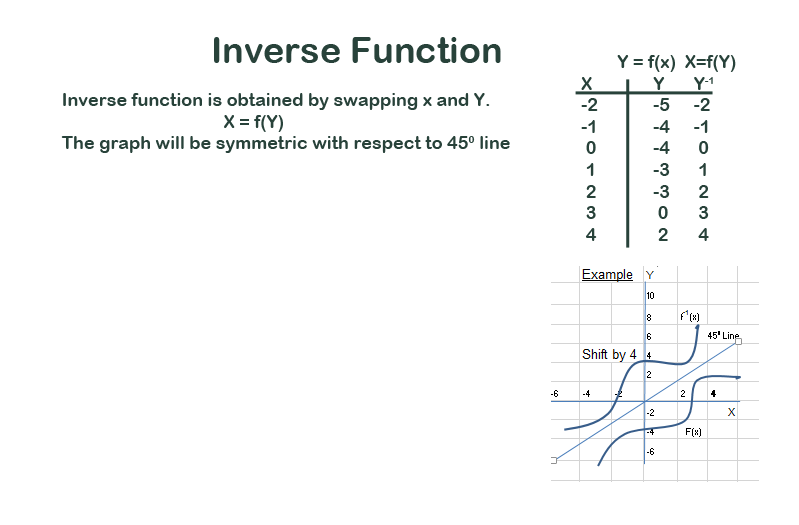 Inverse Function
Inverse function is obtained by swapping x and Y.
X = f(Y)
The graph will be symmetric with respect to 45⁰ line
Y = f(x) X=f(Y)
X Y Y⁻¹
-2 -5 -2
-1 -4 -1
0 -4 0
1 -3 1
2 -3 2
3 0 3
4 2 4
Example Y
10
8 f⁻¹(x)
6 45⁰ Line
Shift by 4 4
2
-6 -4 -2 2 4
-2 X
-4 F(x)
-6